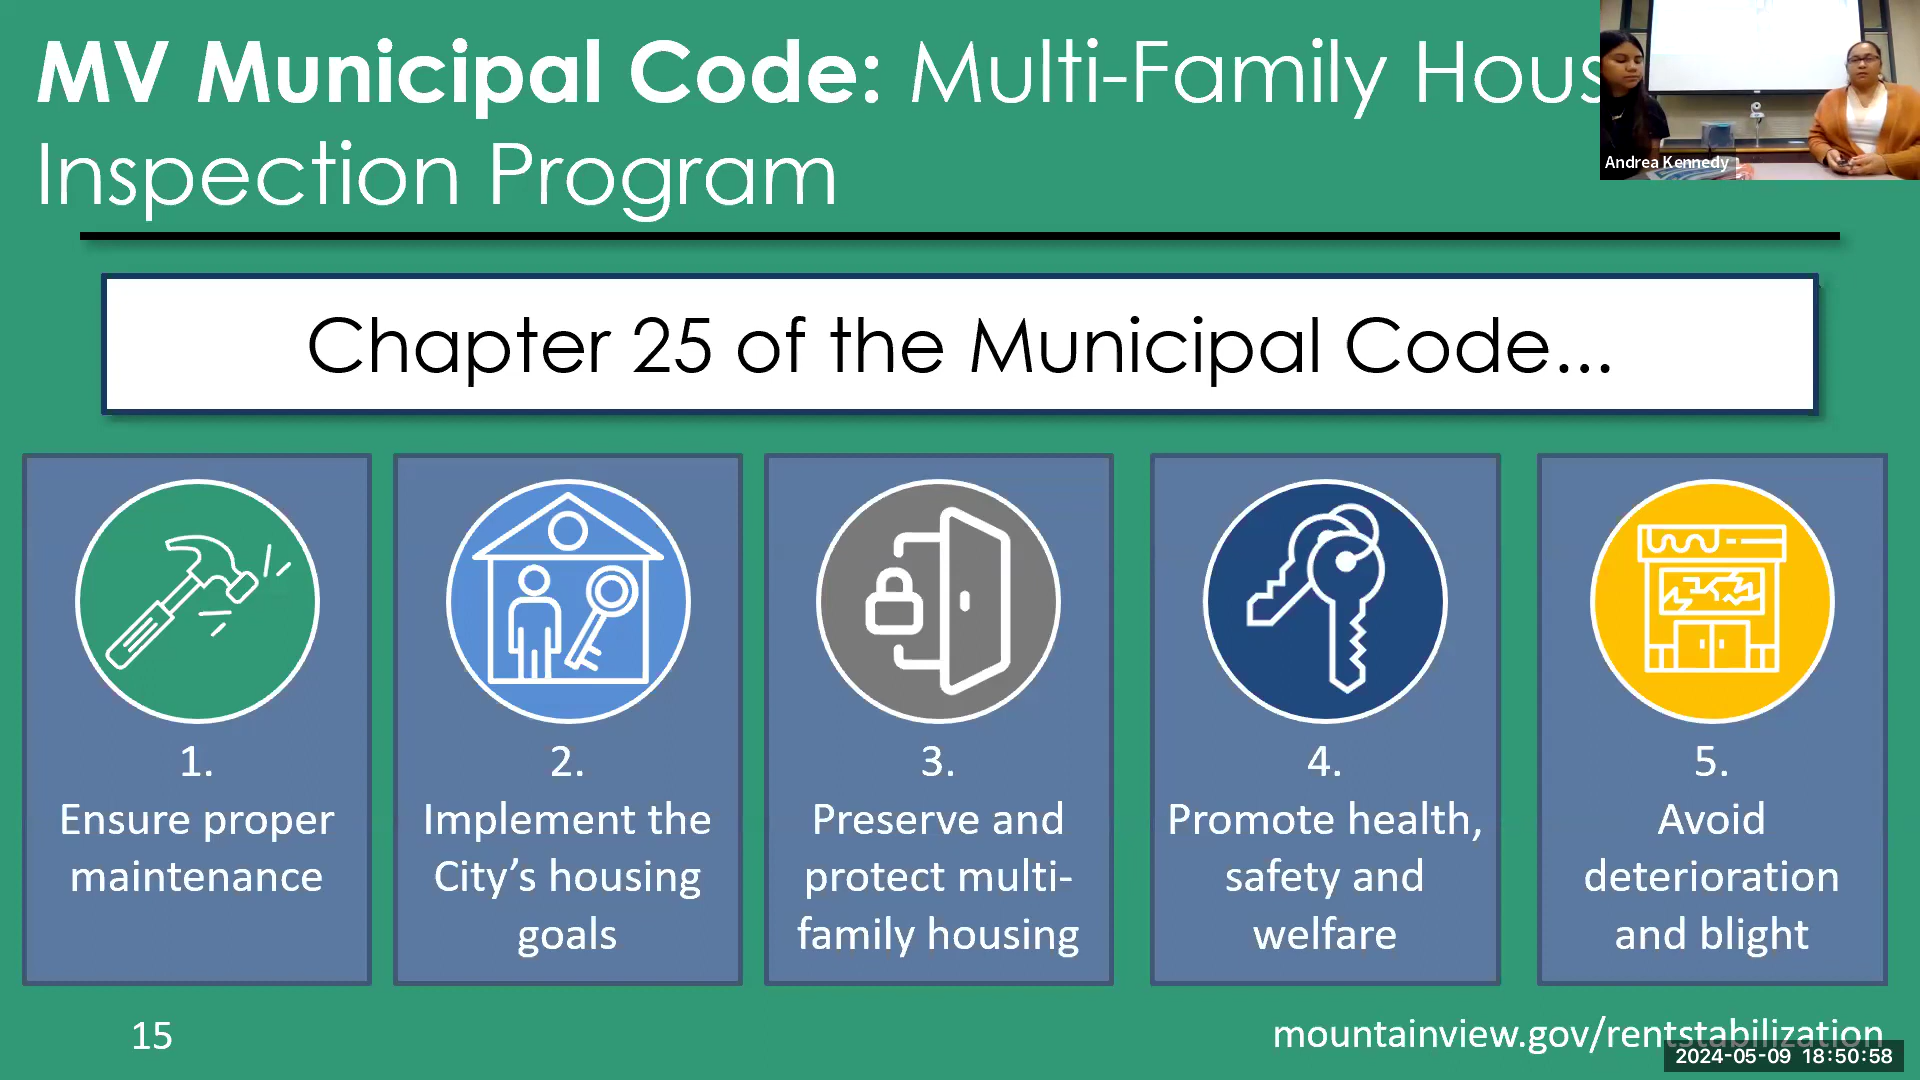 MV Municipal Code: Multi-Family Hous
Inspection Program
Andrea Kennedy
Chapter 25 of the Municipal Code...
1.
Ensure proper
maintenance
2.
Implement the
City’s housing
goals
3.
Preserve and
protect multi-
family housing
4.
Promote health,
safety and
welfare
5.
Avoid
deterioration
and blight
15
mountainview.gov/rentstabilization
2024-05-09 18:50:58